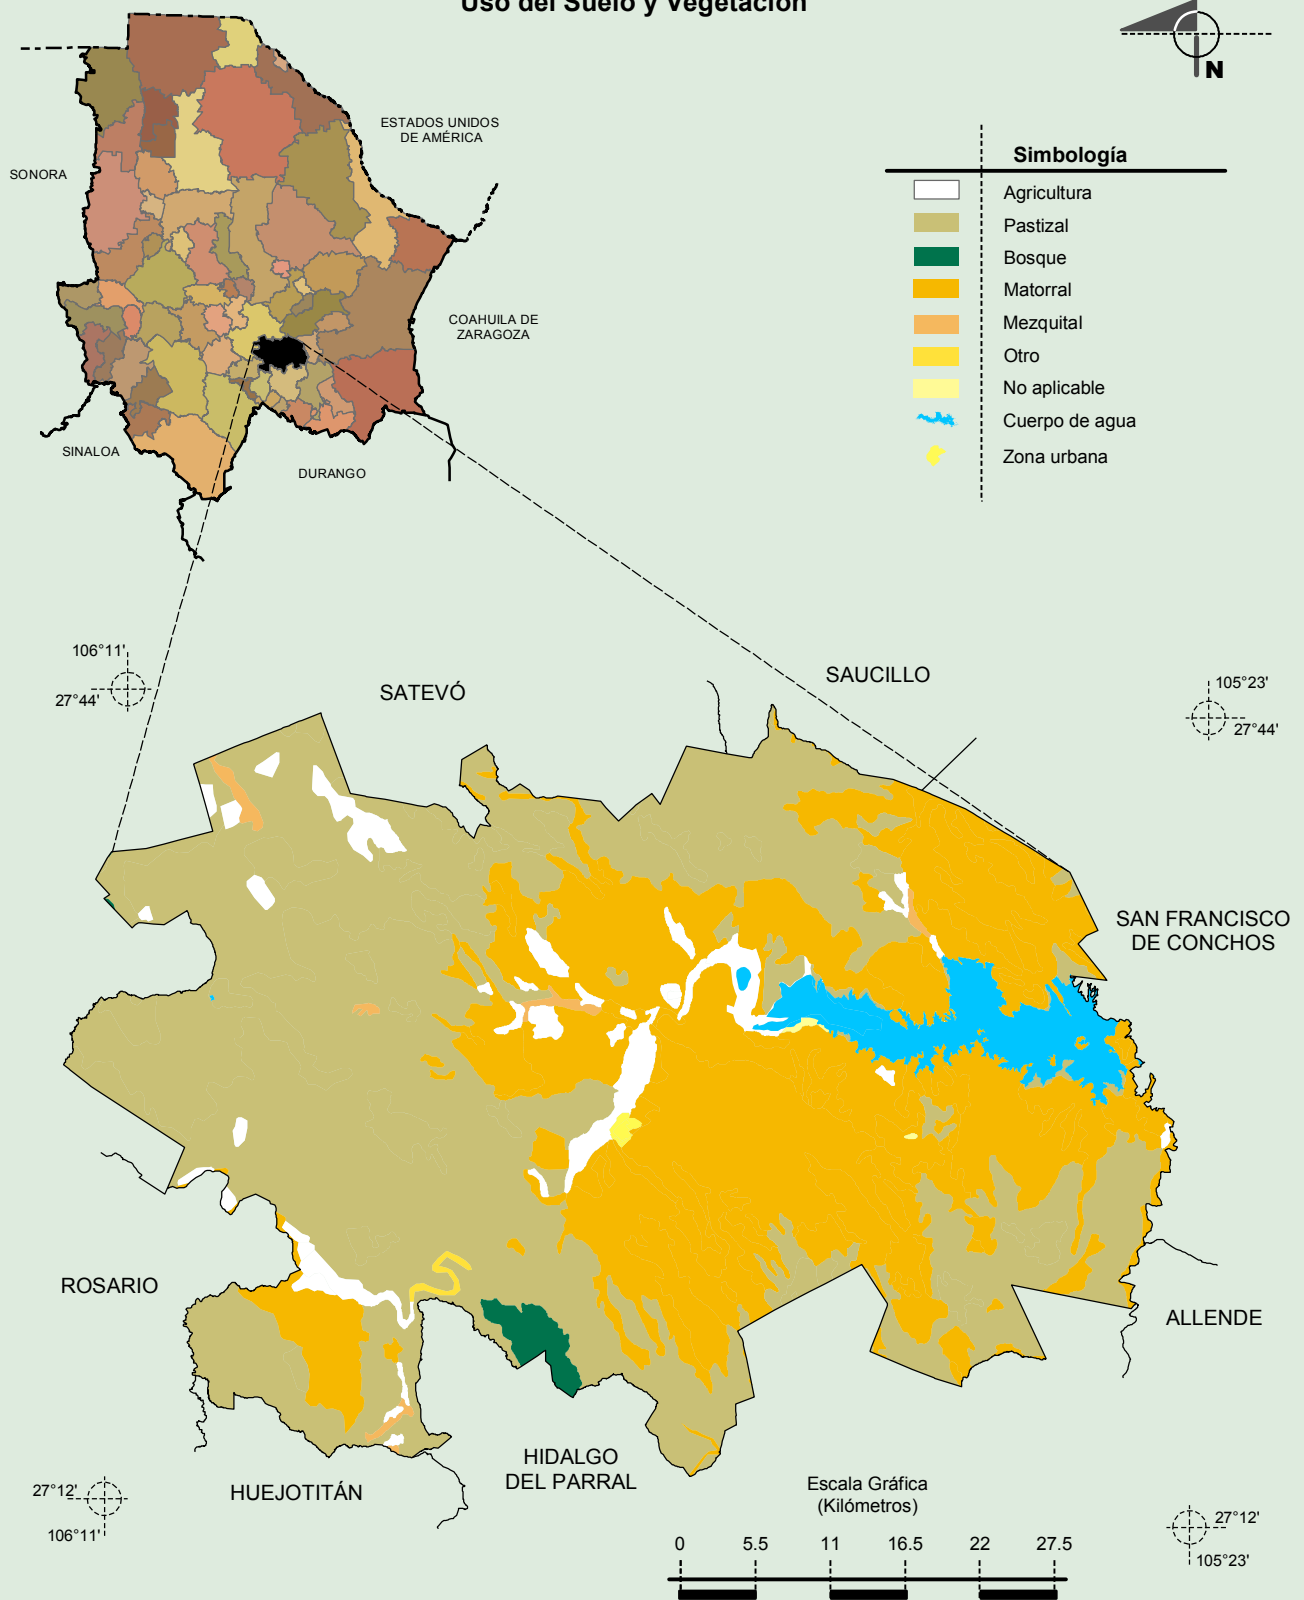 Uso del Suelo y Vegetación
N
ESTADOS UNIDOS
DE AMÉRICA
SONORA
COAHUILA DE
ZARAGOZA
SINALOA
DURANGO
Simbología
Agricultura
Pastizal
Bosque
Matorral
Mezquital
Otro
No aplicable
Cuerpo de agua
Zona urbana
106°11'
27°44'
SATEVÓ
SAUCILLO
105°23'
27°44'
SAN FRANCISCO
DE CONCHOS
ROSARIO
ALLENDE
HIDALGO
DEL PARRAL
HUEJOTITÁN
27°12'
106°11'
Escala Gráfica
(Kilómetros)
0 5.5 11 16.5 22 27.5
27°12'
105°23'